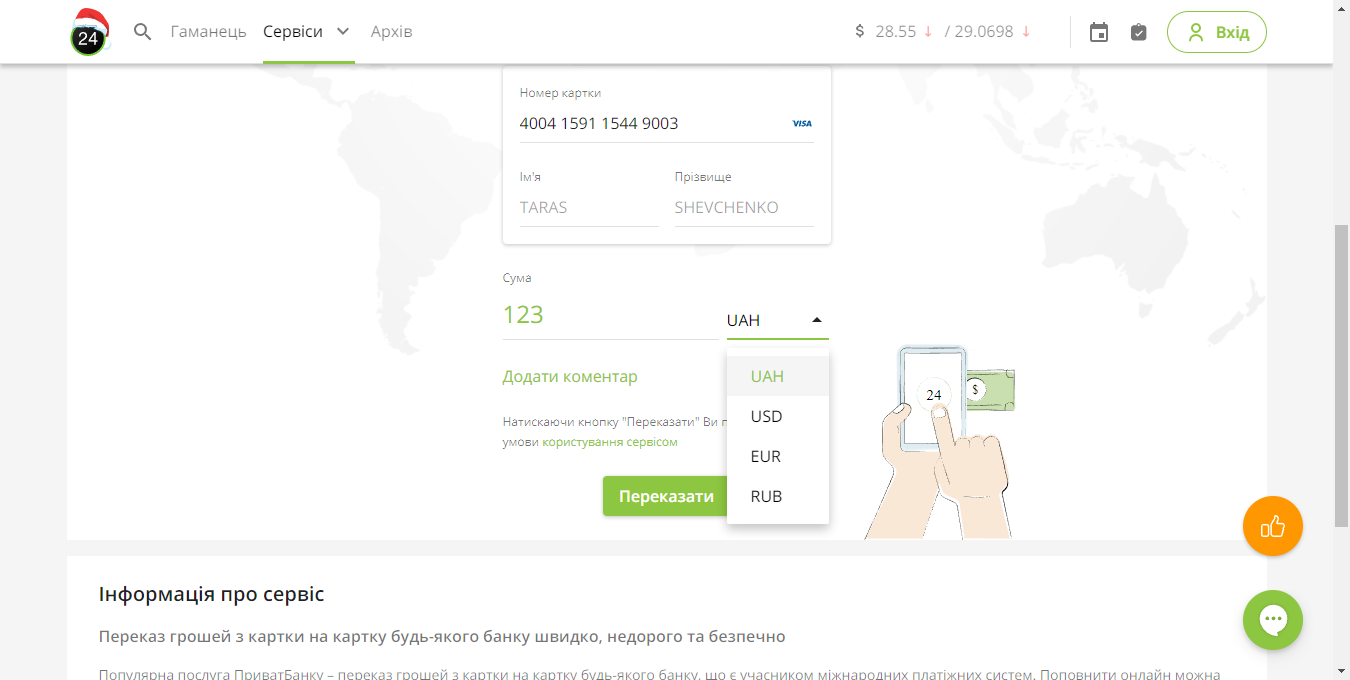 24 Гаманець Сервіси Архів $ 28.55 ↓ / 29.0698 ↓ Вхід
Номер картки
4004 1591 1544 9003 VISA
Ім'я Прізвище
TARAS SHEVCHENKO
Сума
123 UAH
Додати коментар
UAH
USD
EUR
RUB
Натискаючи кнопку "Переказати" Ви
умови користування сервісом
Переказати
24 $
Інформація про сервіс
Переказ грошей з картки на картку будь-якого банку швидко, недорого та безпечно
Популярна послуга ПриватБанку – переказ грошей з картки на картку будь-якого банку, що є учасником міжнародних платіжних систем. Поповнити онлайн можна